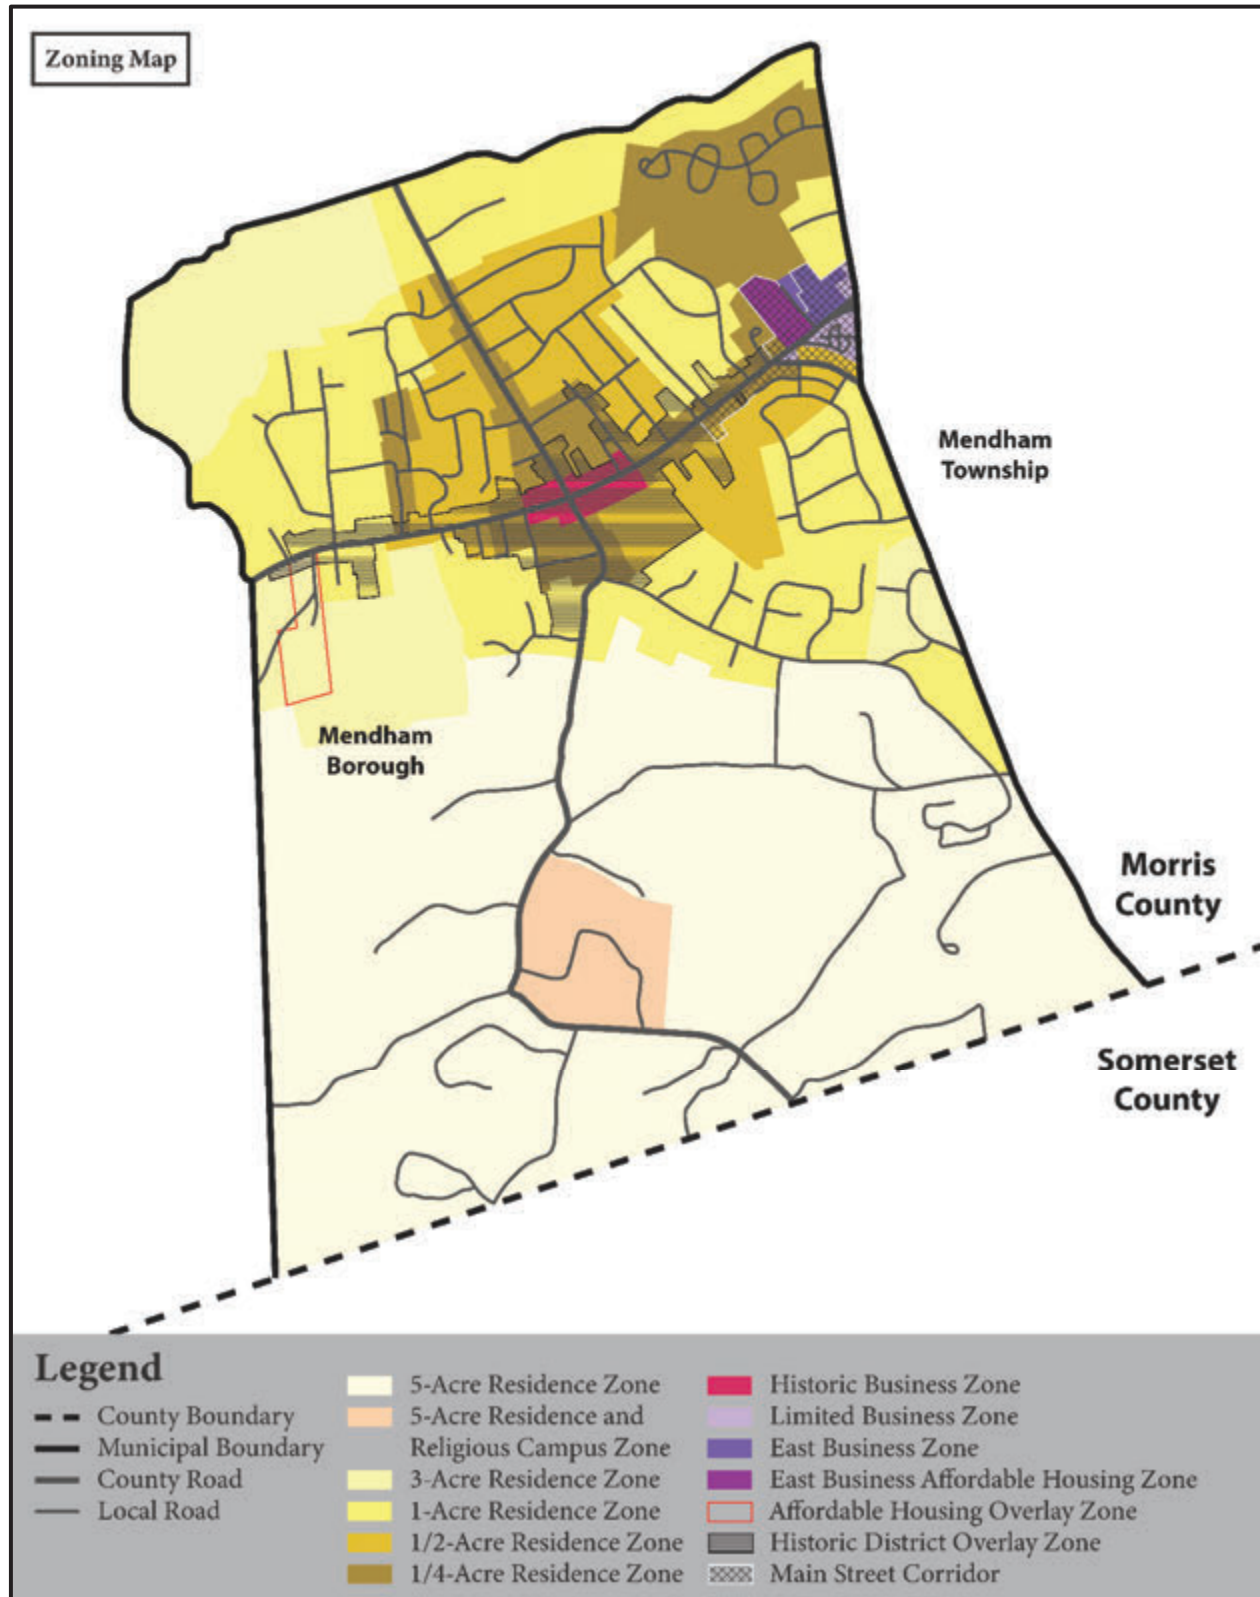 Zoning Map
Mendham
Township
Mendham
Borough
Morris
County
Somerset
County
Legend
County Boundary
Municipal Boundary
County Road
Local Road
5-Acre Residence Zone
5-Acre Residence and
Religious Campus Zone
3-Acre Residence Zone
1-Acre Residence Zone
1/2-Acre Residence Zone
1/4-Acre Residence Zone
Historic Business Zone
Limited Business Zone
East Business Zone
East Business Affordable Housing Zone
Affordable Housing Overlay Zone
Historic District Overlay Zone
Main Street Corridor